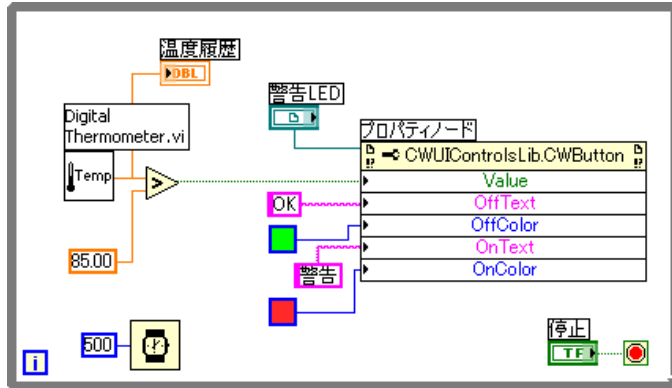 温度履歴
DBL
警告LED
Digital
Thermometer.vi
プロパティノード
CWUIControlsLib.CWButton
Temp
>
Value
OK
OffText
OffColor
85.00
警告
OnText
OnColor
500
停止
TF
i